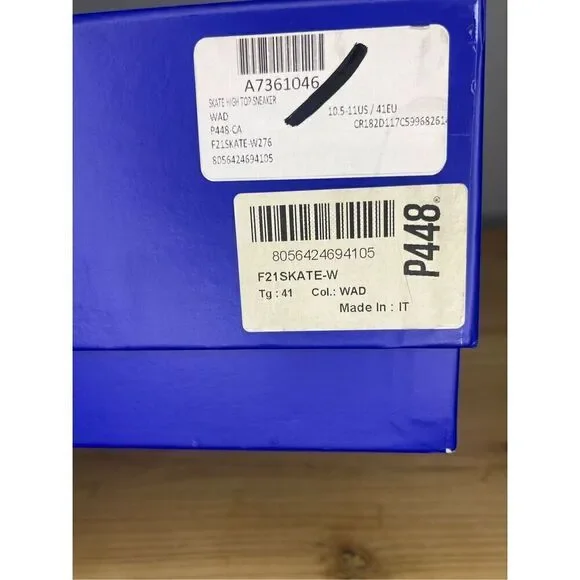 A7361046
SKATE HIGH TOP SNEAKER
WAD
10.5-11US / 41EU
P448-CA
CR182D117C599682614
F21SKATE-W276
8056424694105
8056424694105
F21SKATE-W
Tg : 41 Col.: WAD
Made In : IT
P448®